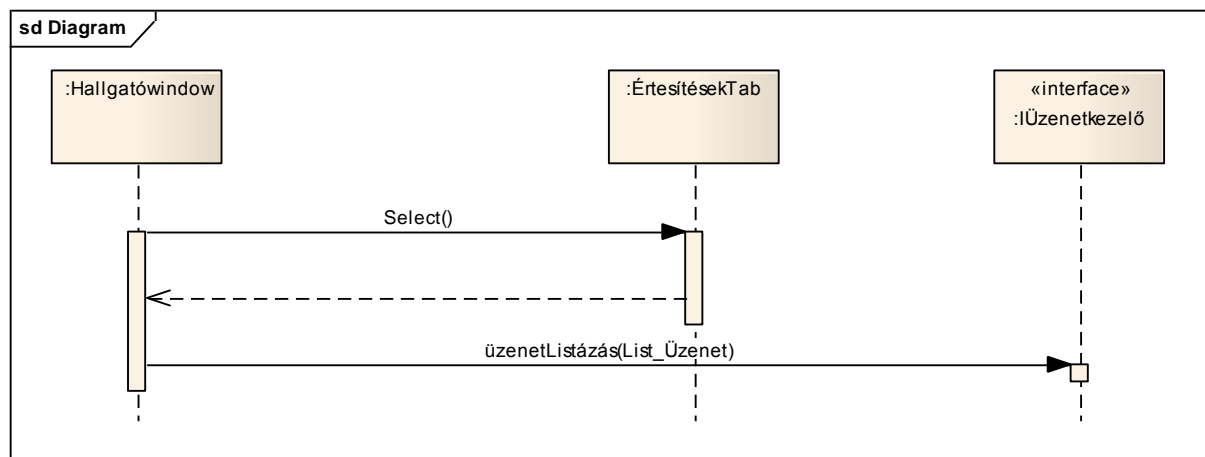 sd Diagram
:Hallgatówindow
:ÉrtesítésekTab
«interface»
:IÜzenetkezelő
Select()
üzenetListázás(List_Üzenet)